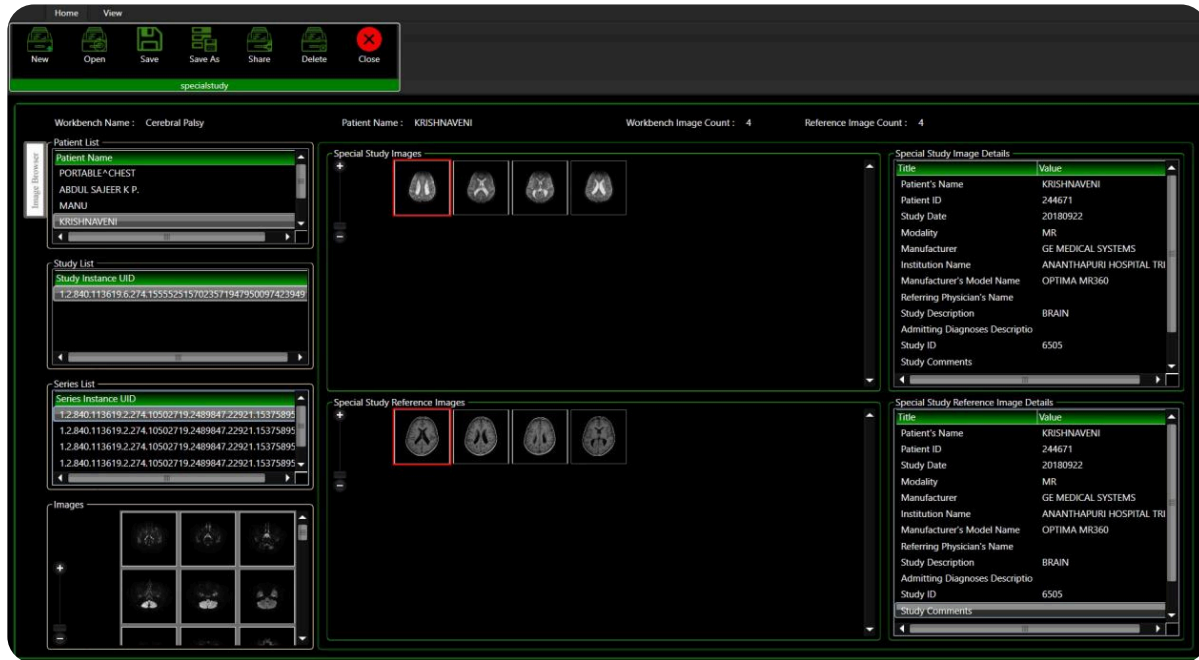 Home View
New Open Save Save As Share Delete Close
specialstudy
Workbench Name : Cerebral Palsy Patient Name : KRISHNAVENI Workbench Image Count : 4 Reference Image Count : 4
Image Browser
Patient List
Patient Name
PORTABLE^CHEST
ABDUL SAJEER K P.
MANU
KRISHNAVENI
Study List
Study Instance UID
1.2.840.113619.6.274.15555251570235719479500974239​49
Series List
Series Instance UID
1.2.840.113619.2.274.10502719.2489847.22921.15375895
1.2.840.113619.2.274.10502719.2489847.22921.15375895
1.2.840.113619.2.274.10502719.2489847.22921.15375895
1.2.840.113619.2.274.10502719.2489847.22921.15375895
Images
Special Study Images
Special Study Reference Images
Special Study Image Details
Title Value
Patient's Name KRISHNAVENI
Patient ID 244671
Study Date 20180922
Modality MR
Manufacturer GE MEDICAL SYSTEMS
Institution Name ANANTHAPURI HOSPITAL TRI
Manufacturer's Model Name OPTIMA MR360
Referring Physician's Name
Study Description BRAIN
Admitting Diagnoses Descriptio
Study ID 6505
Study Comments
Special Study Reference Image Details
Title Value
Patient's Name KRISHNAVENI
Patient ID 244671
Study Date 20180922
Modality MR
Manufacturer GE MEDICAL SYSTEMS
Institution Name ANANTHAPURI HOSPITAL TRI
Manufacturer's Model Name OPTIMA MR360
Referring Physician's Name
Study Description BRAIN
Admitting Diagnoses Descriptio
Study ID 6505
Study Comments